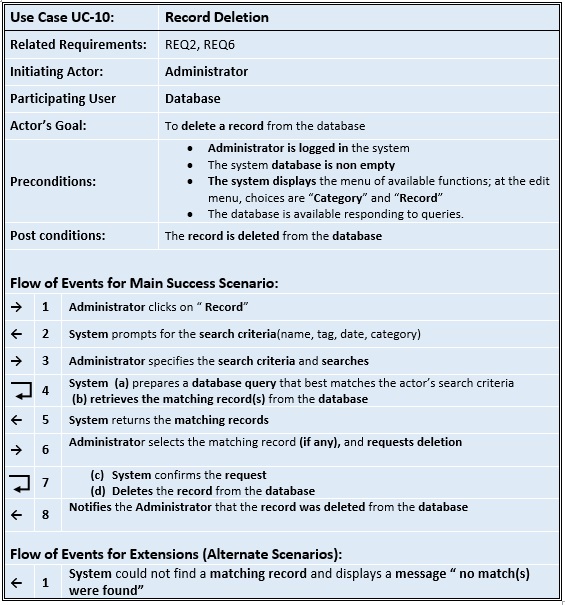 Use Case UC-10: Record Deletion
Related Requirements: REQ2, REQ6
Initiating Actor: Administrator
Participating User Database
Actor's Goal: To delete a record from the database
Preconditions:
• Administrator is logged in the system
• The system database is non empty
• The system displays the menu of available functions; at the edit
menu, choices are “Category” and “Record”
• The database is available responding to queries.
Post conditions: The record is deleted from the database
Flow of Events for Main Success Scenario:
→ 1 Administrator clicks on “ Record”
← 2 System prompts for the search criteria(name, tag, date, category)
→ 3 Administrator specifies the search criteria and searches
4 System (a) prepares a database query that best matches the actor's search criteria
(b) retrieves the matching record(s) from the database
← 5 System returns the matching records
→ 6 Administrator selects the matching record (if any), and requests deletion
7 (c) System confirms the request
(d) Deletes the record from the database
← 8 Notifies the Administrator that the record was deleted from the database
Flow of Events for Extensions (Alternate Scenarios):
← 1 System could not find a matching record and displays a message “ no match(s)
were found”